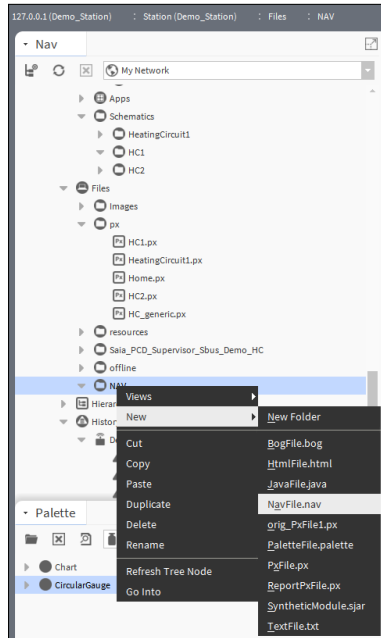 127.0.0.1 (Demo_Station) : Station (Demo_Station) : Files : NAV
Nav
My Network
Apps
Schematics
HeatingCircuit1
HC1
HC2
Files
Images
px
HC1.px
HeatingCircuit1.px
Home.px
HC2.px
HC_generic.px
resources
Saia_PCD_Supervisor_Sbus_Demo_HC
offline
NAV
Hierar
Histor
De
Views
New
Cut
Copy
Paste
Duplicate
Delete
Rename
Refresh Tree Node
Go Into
New Folder
BogFile.bog
HtmlFile.html
JavaFile.java
NavFile.nav
orig_PxFile1.px
PaletteFile.palette
PxFile.px
ReportPxFile.px
SyntheticModule.sjar
TextFile.txt
Palette
Chart
CircularGauge